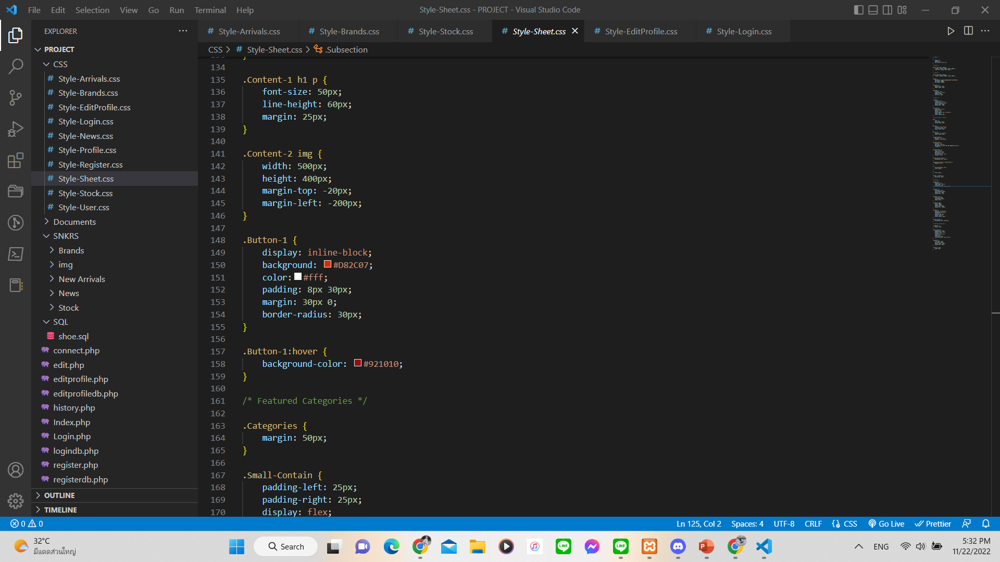 File Edit Selection View Go Run Terminal Help
Style-Sheet.css - PROJECT - Visual Studio Code
EXPLORER
PROJECT
CSS
# Style-Arrivals.css
# Style-Brands.css
# Style-EditProfile.css
# Style-Login.css
# Style-News.css
# Style-Profile.css
# Style-Register.css
# Style-Sheet.css
# Style-Stock.css
# Style-User.css
Documents
SNKRS
Brands
img
New Arrivals
News
Stock
SQL
shoe.sql
connect.php
edit.php
editprofile.php
editprofiledb.php
history.php
Index.php
Login.php
logindb.php
register.php
registerdb.php
OUTLINE
TIMELINE
# Style-Arrivals.css # Style-Brands.css # Style-Stock.css # Style-Sheet.css # Style-EditProfile.css # Style-Login.css
CSS > # Style-Sheet.css > .Subsection
133 }
134
135 .Content-1 h1 p {
136 font-size: 50px;
137 line-height: 60px;
138 margin: 25px;
139 }
140
141 .Content-2 img {
142 width: 500px;
143 height: 400px;
144 margin-top: -20px;
145 margin-left: -200px;
146 }
147
148 .Button-1 {
149 display: inline-block;
150 background: #D82C07;
151 color: #fff;
152 padding: 8px 30px;
153 margin: 30px 0;
154 border-radius: 30px;
155 }
156
157 .Button-1:hover {
158 background-color: #921010;
159 }
160
161 /* Featured Categories */
162
163 .Categories {
164 margin: 50px;
165 }
166
167 .Small-Contain {
168 padding-left: 25px;
169 padding-right: 25px;
170 display: flex;
0 0
Ln 125, Col 2 Spaces: 4 UTF-8 CRLF {} CSS Go Live Prettier
32°C
มีแดดส่วนใหญ่
Search
LINE
LINE
P
ENG
5:32 PM
11/22/2022